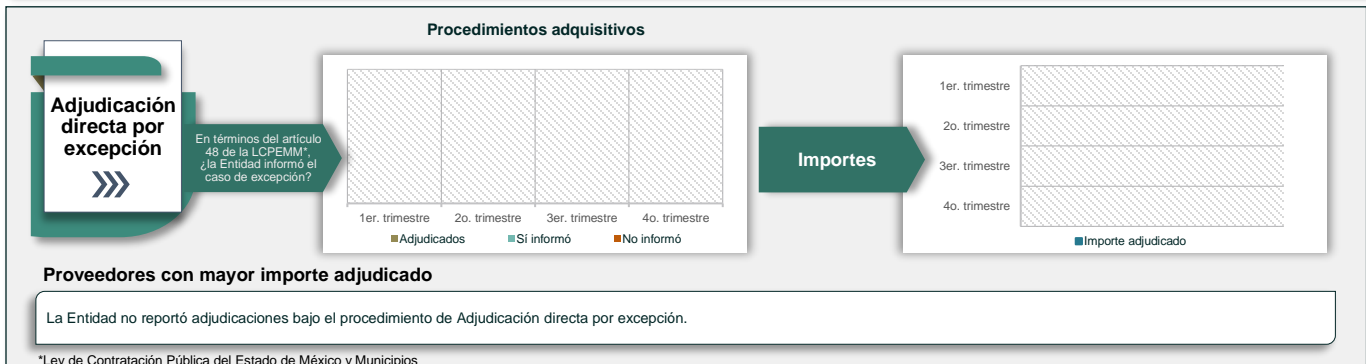 Procedimientos adquisitivos
Adjudicación
directa por
excepción
En términos del artículo
48 de la LCPEMM*,
¿la Entidad informó el
caso de excepción?
1er. trimestre
2o. trimestre
3er. trimestre
4o. trimestre
Adjudicados
Sí informó
No informó
Importes
1er. trimestre
2o. trimestre
3er. trimestre
4o. trimestre
Importe adjudicado
Proveedores con mayor importe adjudicado
La Entidad no reportó adjudicaciones bajo el procedimiento de Adjudicación directa por excepción.
*Ley de Contratación Pública del Estado de México y Municipios